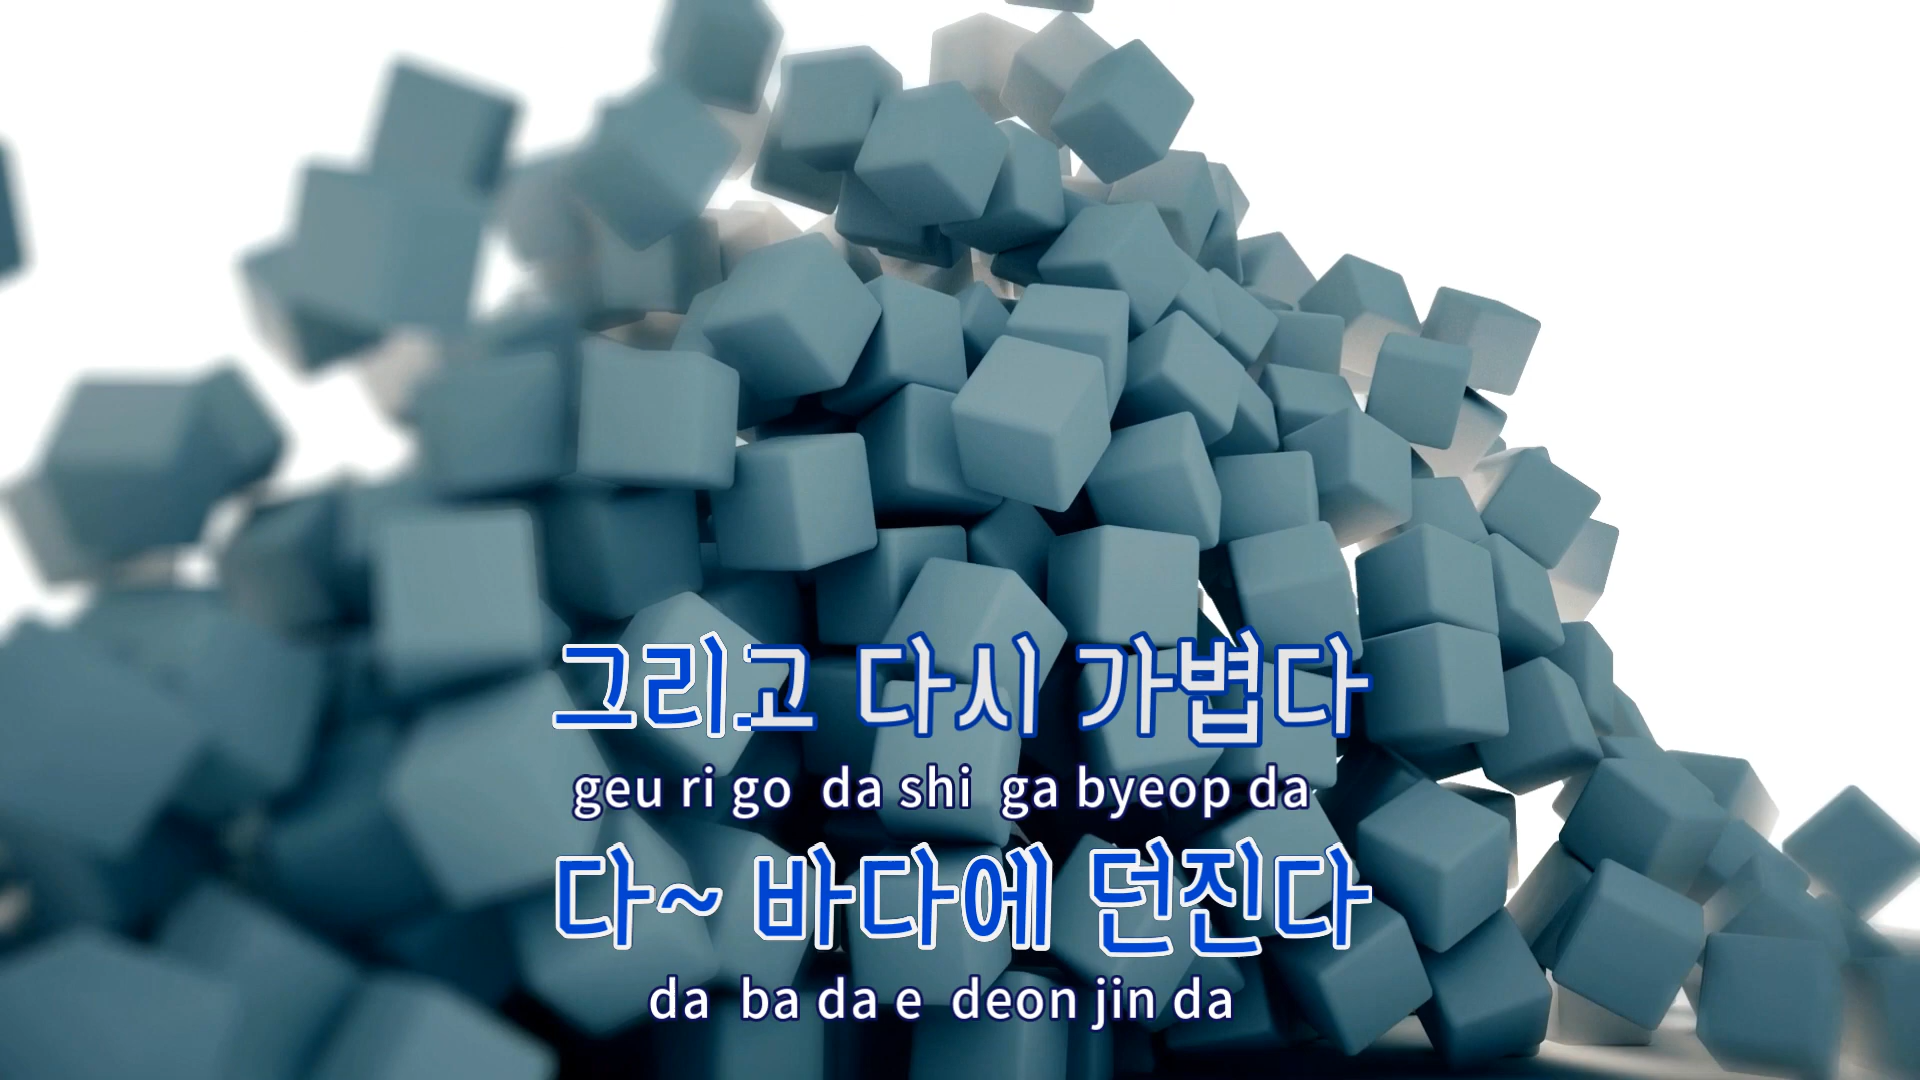 그리고 다시 가볍다
geu ri go da shi ga byeop da
다~ 바다에 던진다
da ba da e deon jin da